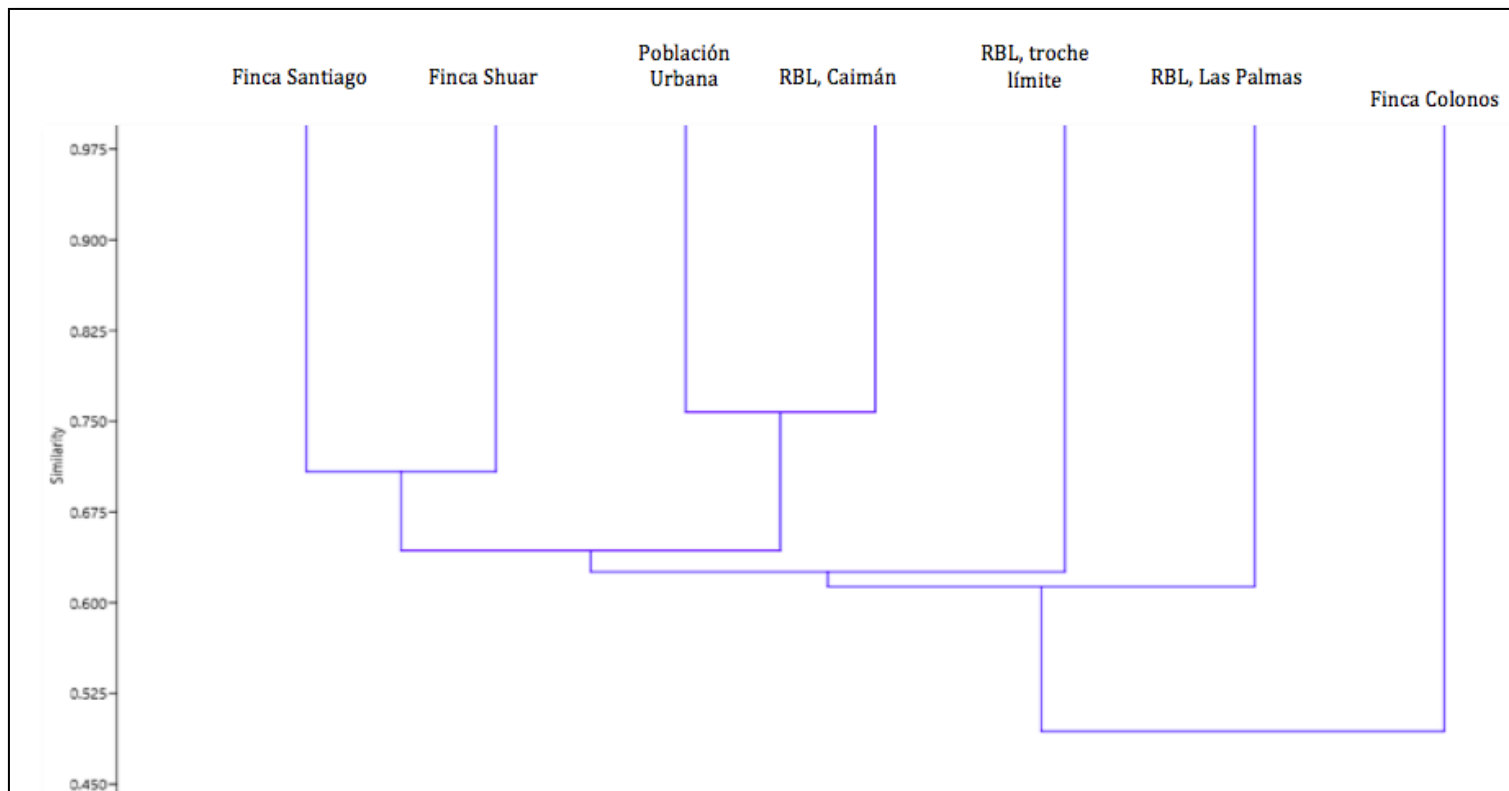 Finca Santiago
Finca Shuar
Población
Urbana
RBL, Caimán
RBL, troche
límite
RBL, Las Palmas
Finca Colonos
0.975
0.900
0.825
0.750
0.675
0.600
0.525
0.450
Similarity